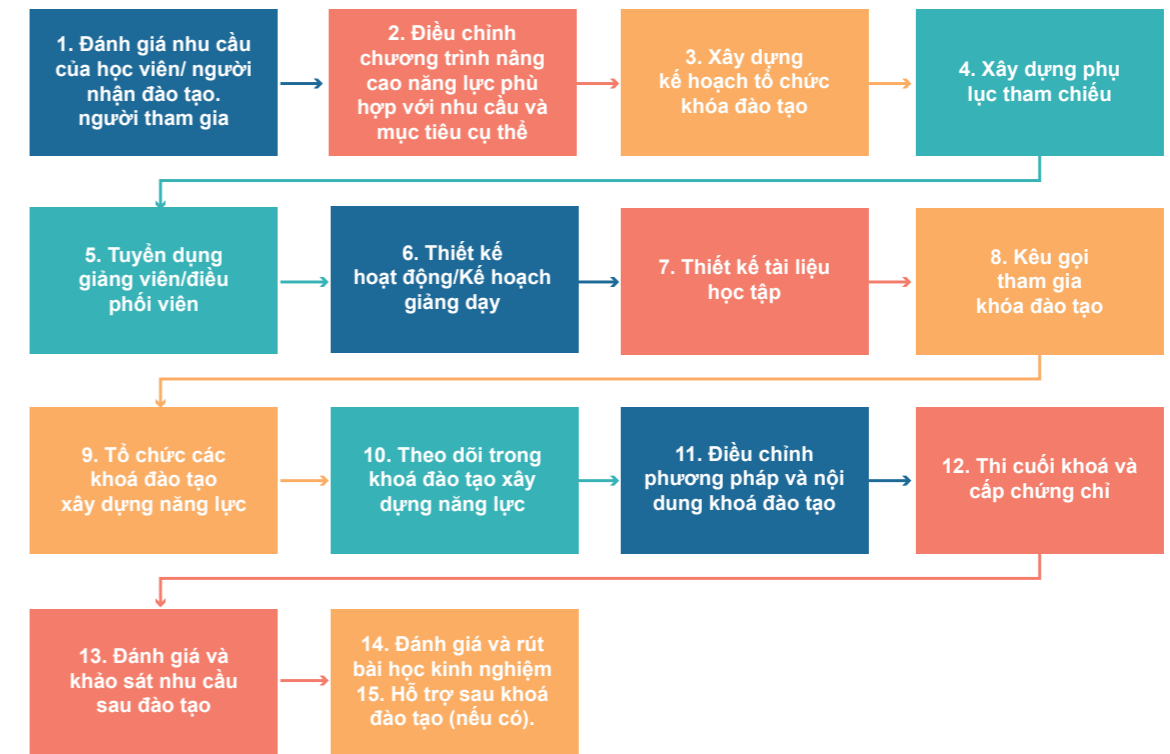 1. Đánh giá nhu cầu
của học viên/ người
nhận đào tạo.
người tham gia
2. Điều chỉnh
chương trình nâng
cao năng lực phù
hợp với nhu cầu và
mục tiêu cụ thể
3. Xây dựng
kế hoạch tổ chức
khóa đào tạo
4. Xây dựng phụ
lục tham chiếu
5. Tuyển dụng
giảng viên/điều
phối viên
6. Thiết kế
hoạt động/Kế hoạch
giảng dạy
7. Thiết kế tài liệu
học tập
8. Kêu gọi
tham gia
khóa đào tạo
9. Tổ chức các
khoá đào tạo
xây dựng năng lực
10. Theo dõi trong
khoá đào tạo xây
dựng năng lực
11. Điều chỉnh
phương pháp và nội
dung khoá đào tạo
12. Thi cuối khoá và
cấp chứng chỉ
13. Đánh giá và
khảo sát nhu cầu
sau đào tạo
14. Đánh giá và rút
bài học kinh nghiệm
15. Hỗ trợ sau khoá
đào tạo (nếu có).